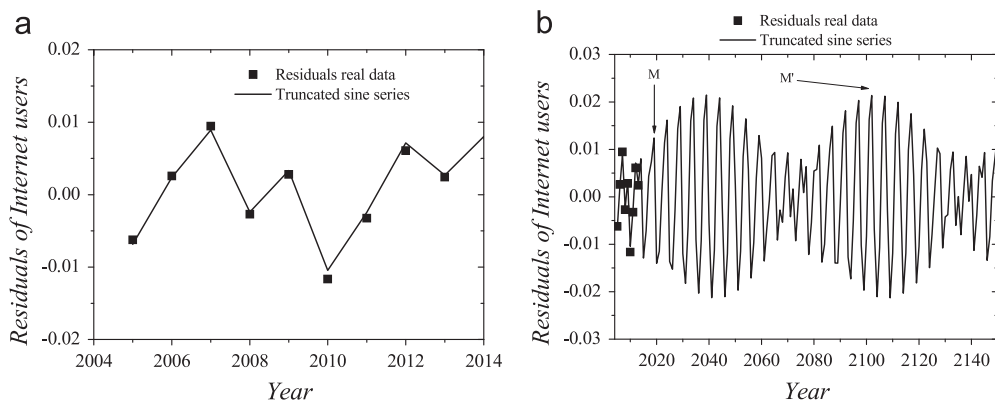 a
0.02
0.01
0.00
-0.01
-0.02
Residuals of Internet users
Residuals real data
Truncated sine series
2004 2006 2008 2010 2012 2014
Year
b
Residuals real data
Truncated sine series
0.03
0.02
0.01
0.00
-0.01
-0.02
-0.03
Residuals of Internet users
M
M'
2020 2040 2060 2080 2100 2120 2140
Year